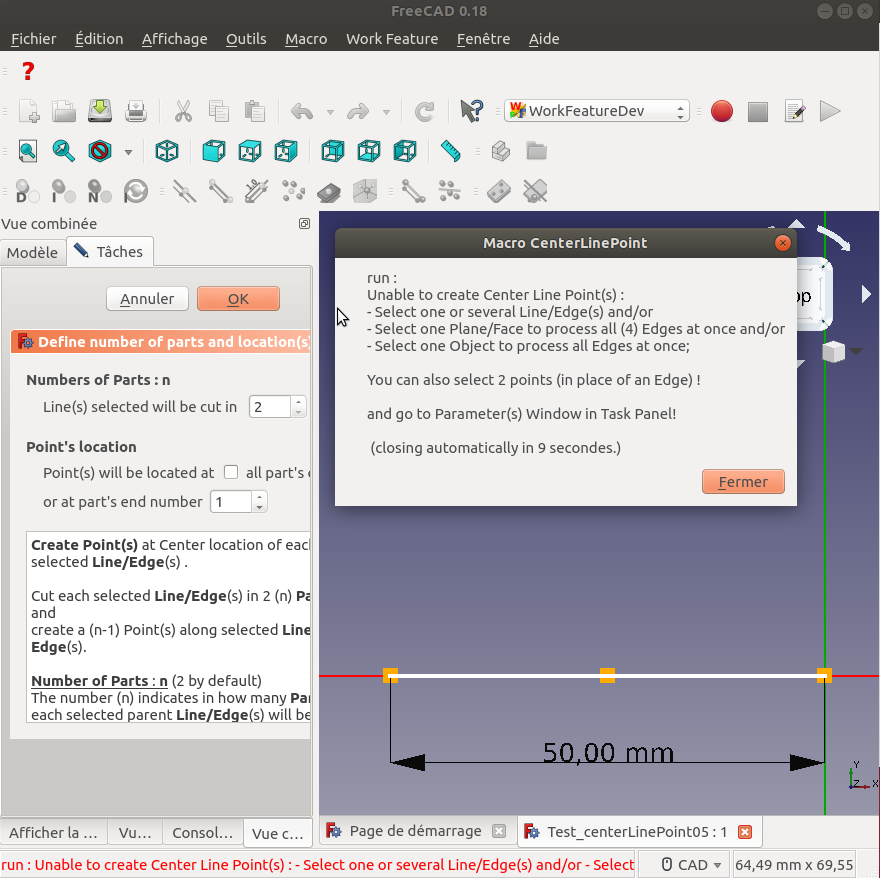 FreeCAD 0.18
Fichier Édition Affichage Outils Macro Work Feature Fenêtre Aide
?
WorkFeatureDev
D I N
Vue combinée
Modèle Tâches
Annuler OK
Define number of parts and location(s)
Numbers of Parts : n
Line(s) selected will be cut in 2
Point's location
Point(s) will be located at all part's
or at part's end number 1
Create Point(s) at Center location of each
selected Line/Edge(s) .
Cut each selected Line/Edge(s) in 2 (n) Pa
and
create a (n-1) Point(s) along selected Line
Edge(s).
Number of Parts : n (2 by default)
The number (n) indicates in how many Par
each selected parent Line/Edge(s) will be
Macro CenterLinePoint
run :
Unable to create Center Line Point(s) :
- Select one or several Line/Edge(s) and/or
- Select one Plane/Face to process all (4) Edges at once and/or
- Select one Object to process all Edges at once;
You can also select 2 points (in place of an Edge) !
and go to Parameter(s) Window in Task Panel!
(closing automatically in 9 secondes.)
Fermer
op
50,00 mm
Y
Z X
Afficher la ... Vu... Consol... Vue c...
Page de démarrage Test_centerLinePoint05 : 1
run : Unable to create Center Line Point(s) : - Select one or several Line/Edge(s) and/or - Select
CAD 64,49 mm x 69,55